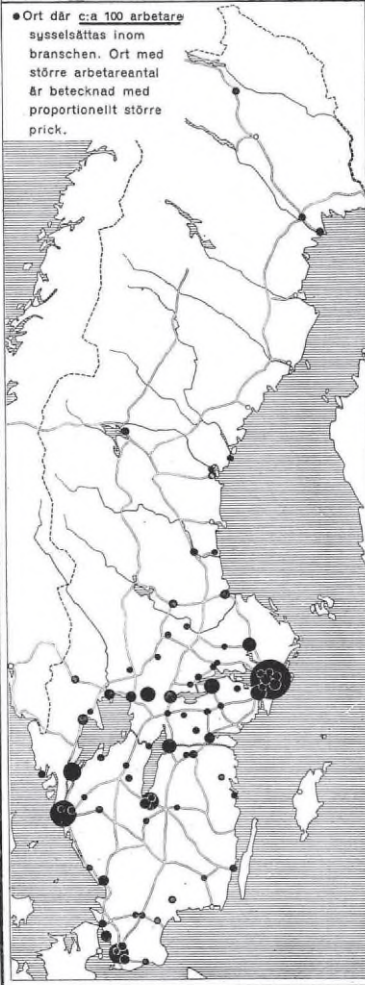 Ort där c:a 100 arbetare
sysselsättas inom
branschen. Ort med
större arbetareantal
är betecknad med
proportionellt större
prick.